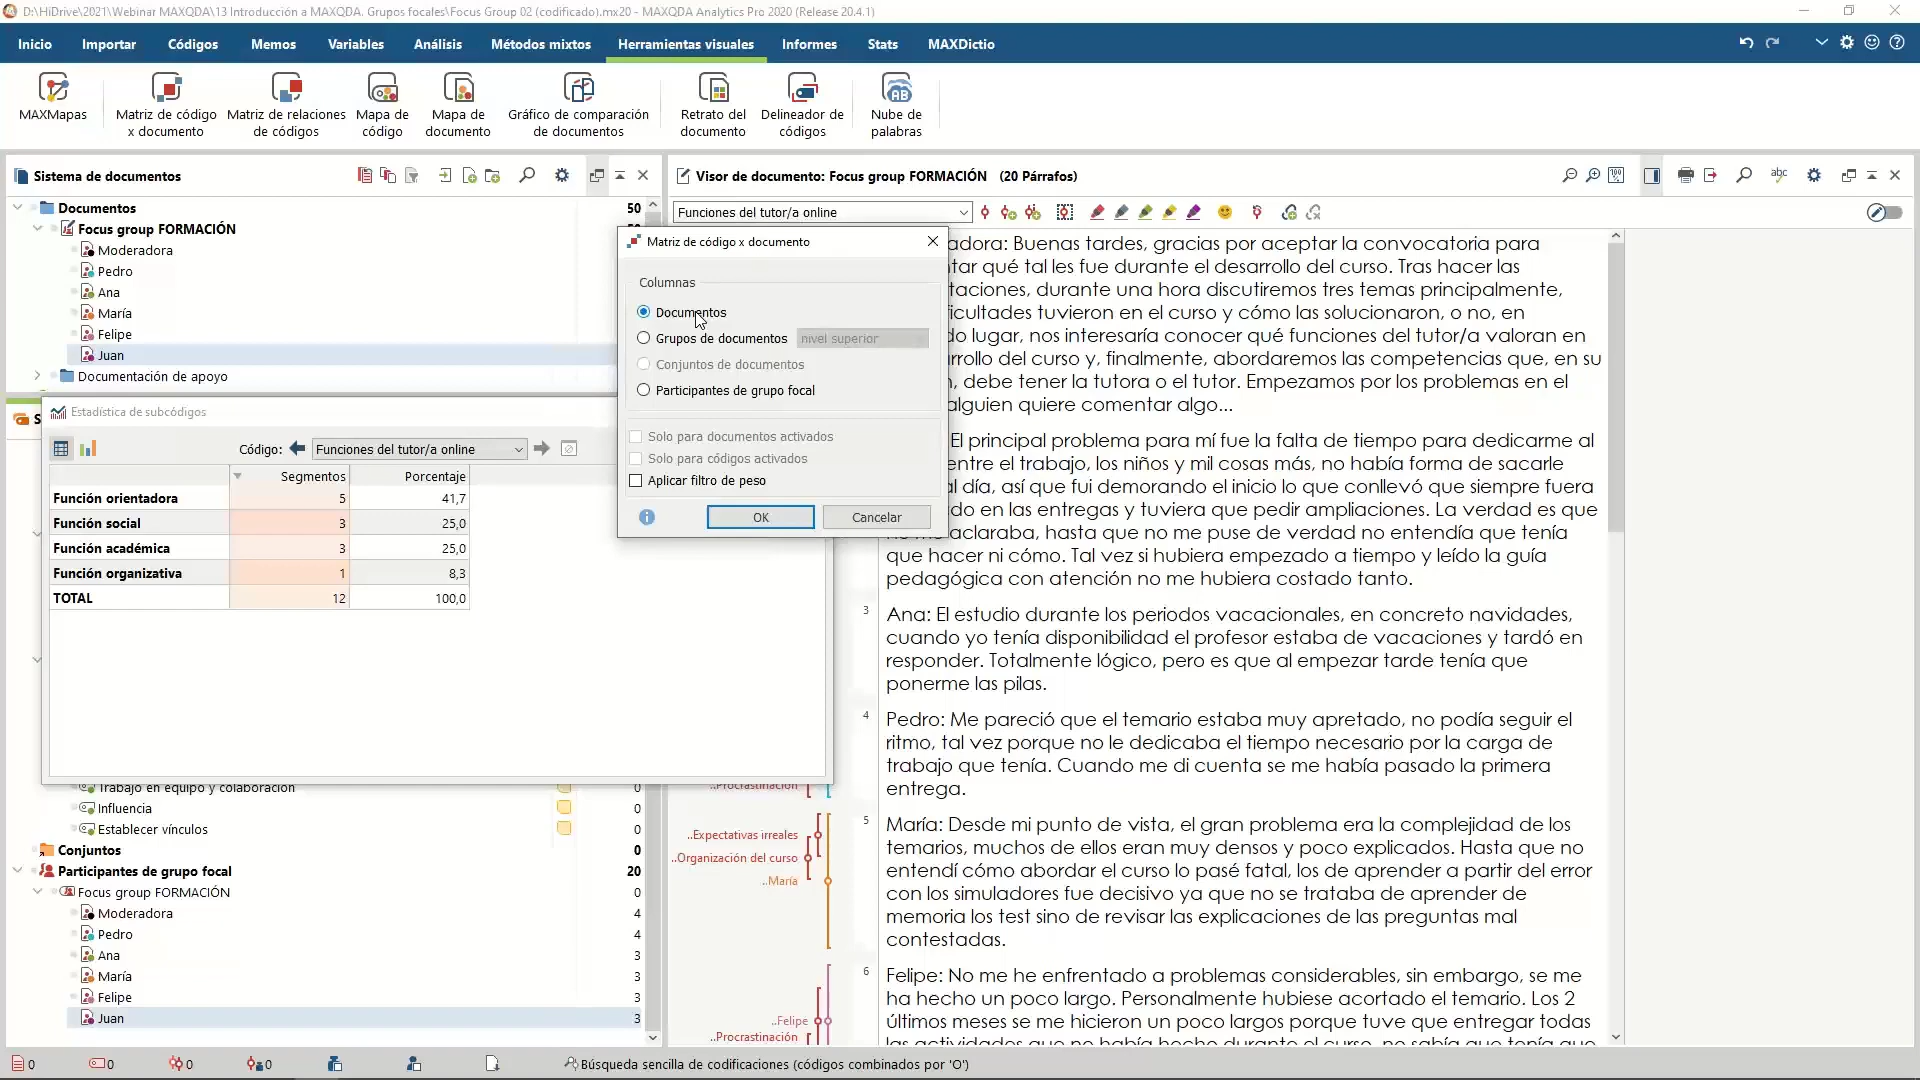 D:\HiDrive\2021\Webinar MAXQDA\13 Introducción a MAXQDA. Grupos focales\Focus Group 02 (codificado).mx20 - MAXQDA Analytics Pro 2020 (Release 20.4.1)
Inicio Importar Códigos Memos Variables Análisis Métodos mixtos Herramientas visuales Informes Stats MAXDictio
MAXMapas
Matriz de código
x documento
Matriz de relaciones
de códigos
Mapa de
código
Mapa de
documento
Gráfico de comparación
de documentos
Retrato del
documento
Delineador de
códigos
Nube de
palabras
Sistema de documentos
Documentos 50
Focus group FORMACIÓN
Moderadora
Pedro
Ana
María
Felipe
Juan
Documentación de apoyo
Estadística de subcódigos
Código: Funciones del tutor/a online
Segmentos Porcentaje
Función orientadora 5 41,7
Función social 3 25,0
Función académica 3 25,0
Función organizativa 1 8,3
TOTAL 12 100,0
Trabajo en equipo y colaboración 0
Influencia 0
Establecer vínculos 0
Conjuntos 0
Participantes de grupo focal 20
Focus group FORMACIÓN 0
Moderadora 4
Pedro 4
Ana 3
María 3
Felipe 3
Juan 3
Matriz de código x documento
Columnas
Documentos
Grupos de documentos nivel superior
Conjuntos de documentos
Participantes de grupo focal
Solo para documentos activados
Solo para códigos activados
Aplicar filtro de peso
OK Cancelar
Visor de documento: Focus group FORMACIÓN (20 Párrafos)
100%
abc
Funciones del tutor/a online
adora: Buenas tardes, gracias por aceptar la convocatoria para
tar qué tal les fue durante el desarrollo del curso. Tras hacer las
taciones, durante una hora discutiremos tres temas principalmente,
ficultades tuvieron en el curso y cómo las solucionaron, o no, en
do lugar, nos interesaría conocer qué funciones del tutor/a valoran en
rrollo del curso y, finalmente, abordaremos las competencias que, en su
n, debe tener la tutora o el tutor. Empezamos por los problemas en el
alguien quiere comentar algo...
El principal problema para mí fue la falta de tiempo para dedicarme al
entre el trabajo, los niños y mil cosas más, no había forma de sacarle
al día, así que fui demorando el inicio lo que conllevó que siempre fuera
do en las entregas y tuviera que pedir ampliaciones. La verdad es que
no me aclaraba, hasta que no me puse de verdad no entendía que tenía
que hacer ni cómo. Tal vez si hubiera empezado a tiempo y leído la guía
pedagógica con atención no me hubiera costado tanto.
3
Ana: El estudio durante los periodos vacacionales, en concreto navidades,
cuando yo tenía disponibilidad el profesor estaba de vacaciones y tardó en
responder. Totalmente lógico, pero es que al empezar tarde tenía que
ponerme las pilas.
4
Pedro: Me pareció que el temario estaba muy apretado, no podía seguir el
ritmo, tal vez porque no le dedicaba el tiempo necesario por la carga de
trabajo que tenía. Cuando me di cuenta se me había pasado la primera
entrega.
5
María: Desde mi punto de vista, el gran problema era la complejidad de los
temarios, muchos de ellos eran muy densos y poco explicados. Hasta que no
entendí cómo abordar el curso lo pasé fatal, los de aprender a partir del error
con los simuladores fue decisivo ya que no se trataba de aprender de
memoria los test sino de revisar las explicaciones de las preguntas mal
contestadas.
6
Felipe: No me he enfrentado a problemas considerables, sin embargo, se me
ha hecho un poco largo. Personalmente hubiese acortado el temario. Los 2
últimos meses se me hicieron un poco largos porque tuve que entregar todas
las actividades que no había hecho durante el curso, no sabía que tenía que
..Procrastinación
..Expectativas irreales
..Organización del curso
..María
..Felipe
..Procrastinación
0 0 0 0 Búsqueda sencilla de codificaciones (códigos combinados por 'O')